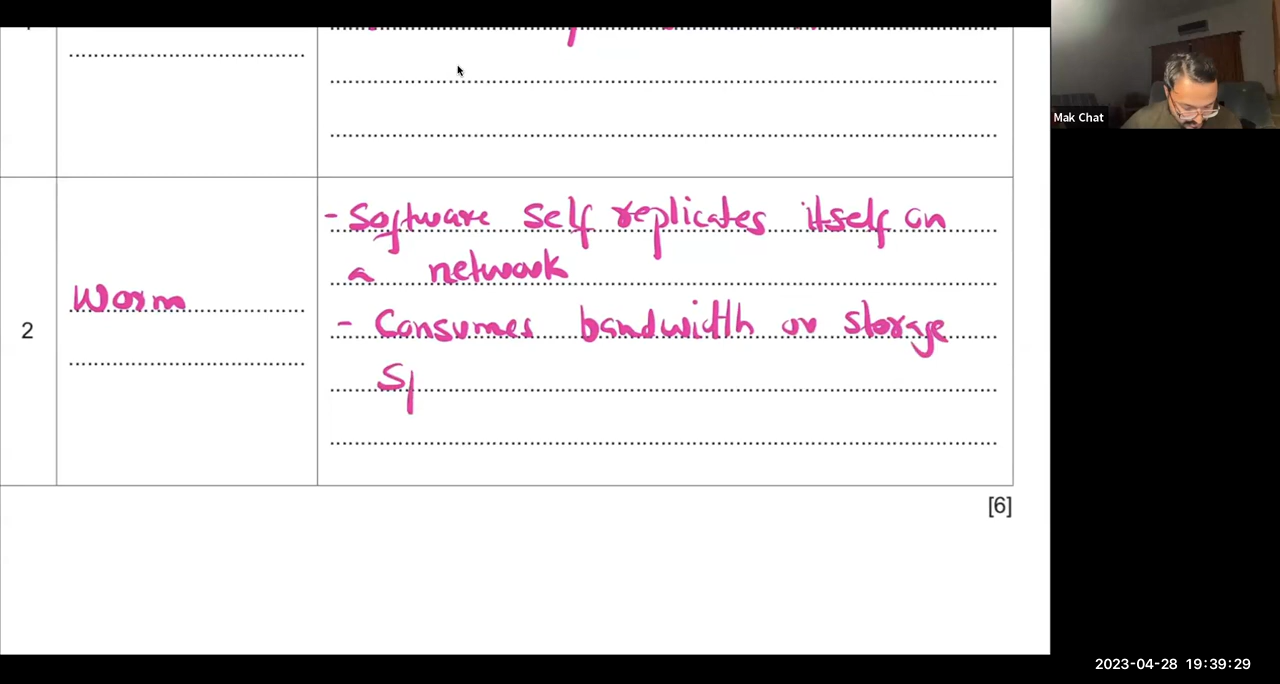 Mak Chat
- Software self replicates itself on
a network
Worm
2
- Consumes bandwidth or storage
Sp
[6]
2023-04-28 19:39:29